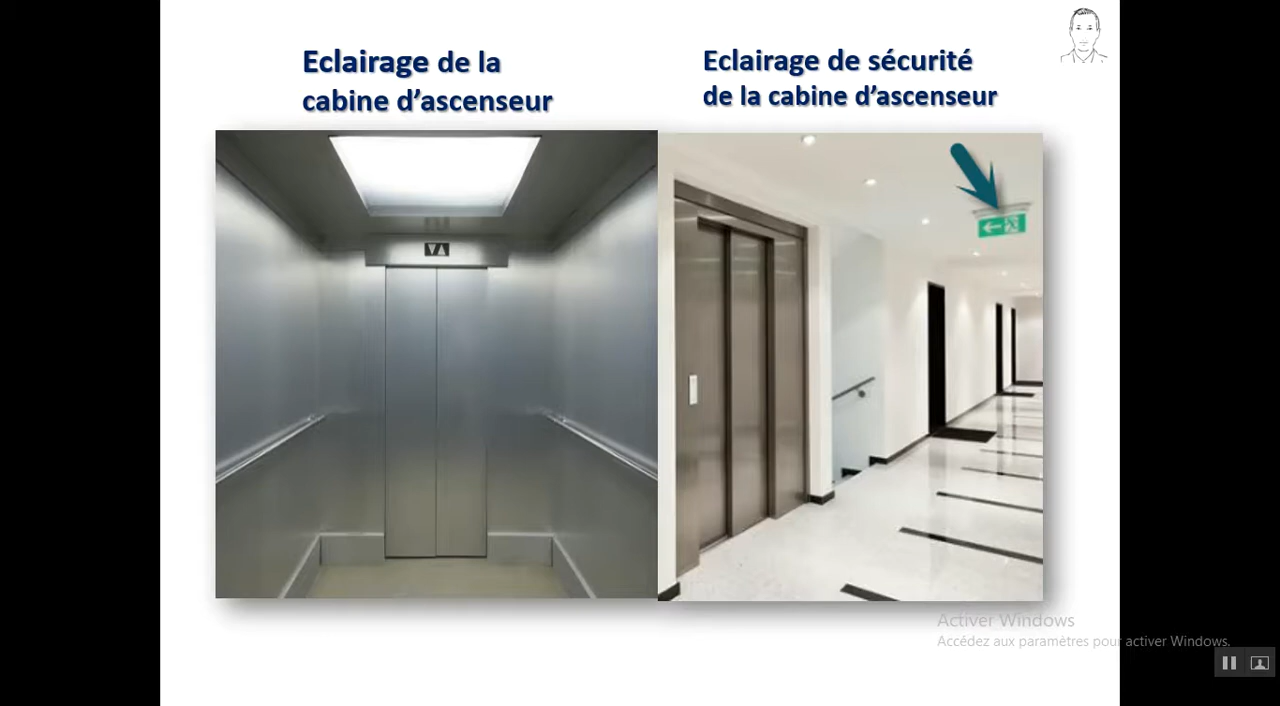 Eclairage de la
cabine d’ascenseur
Eclairage de sécurité
de la cabine d’ascenseur
Activer Windows
Accédez aux paramètres pour activer Windows.